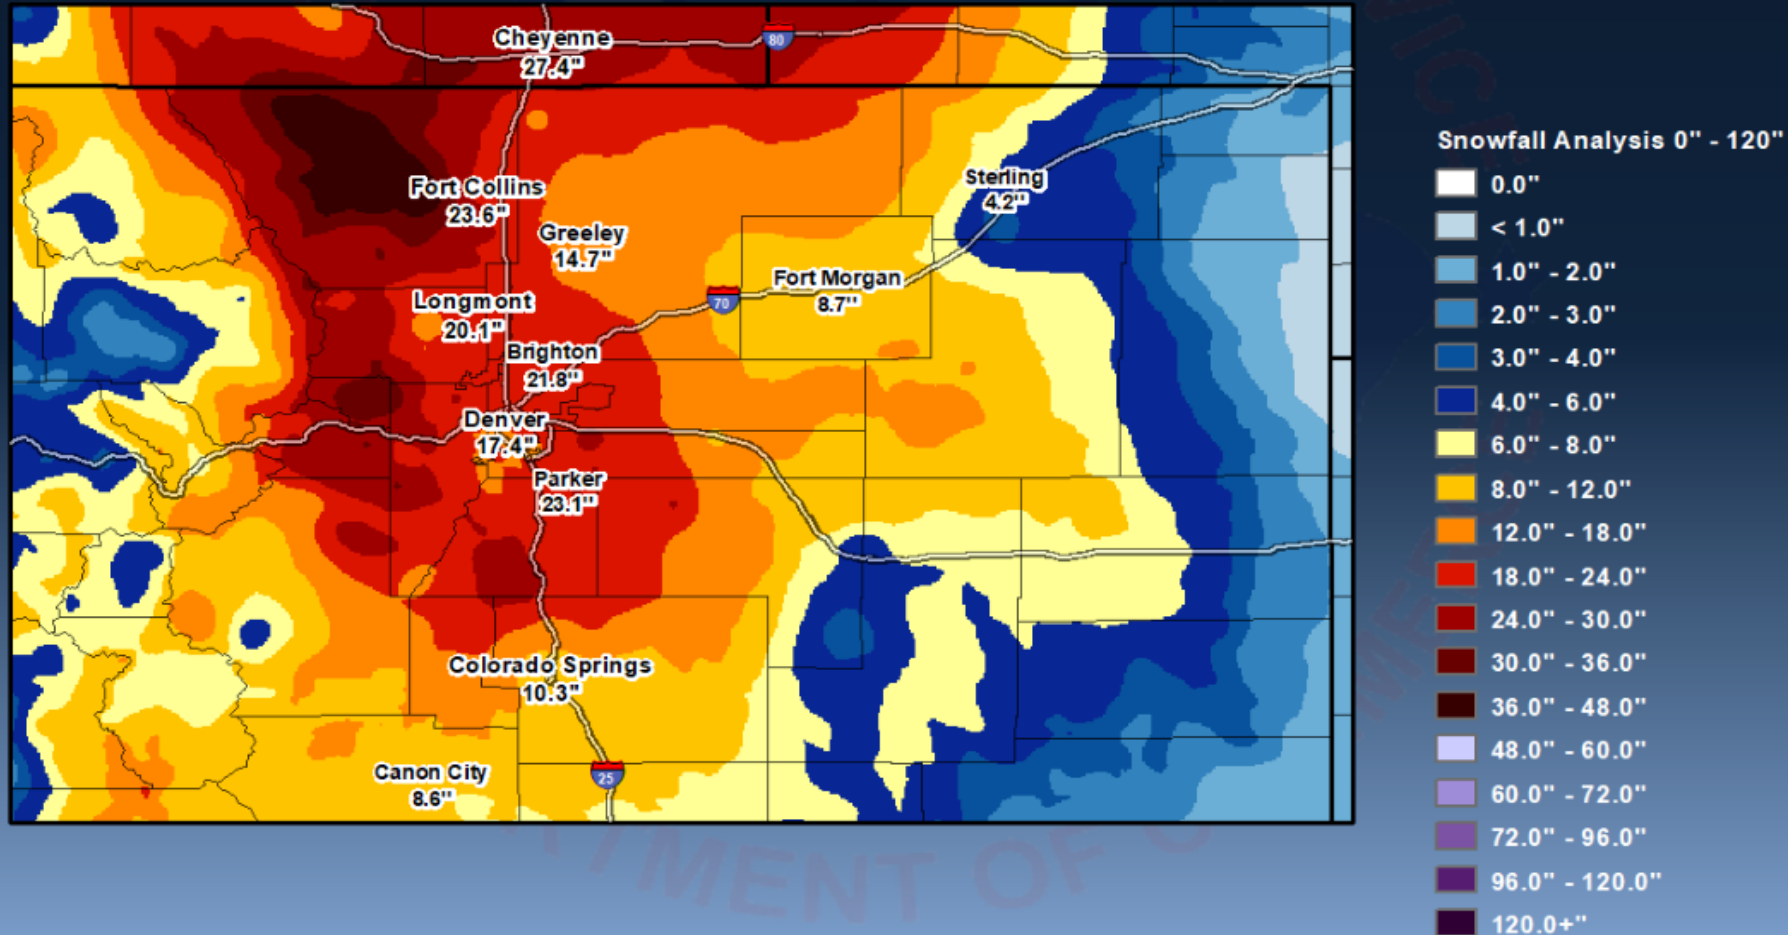 Cheyenne
27.4"
80
Fort Collins
23.6"
Sterling
4.2"
Greeley
14.7"
Fort Morgan
8.7"
70
Longmont
20.1"
Brighton
21.8"
Denver
17.4"
Parker
23.1"
Colorado Springs
10.3"
Canon City
8.6"
25
Snowfall Analysis 0" - 120"
0.0"
< 1.0"
1.0" - 2.0"
2.0" - 3.0"
3.0" - 4.0"
4.0" - 6.0"
6.0" - 8.0"
8.0" - 12.0"
12.0" - 18.0"
18.0" - 24.0"
24.0" - 30.0"
30.0" - 36.0"
36.0" - 48.0"
48.0" - 60.0"
60.0" - 72.0"
72.0" - 96.0"
96.0" - 120.0"
120.0+"